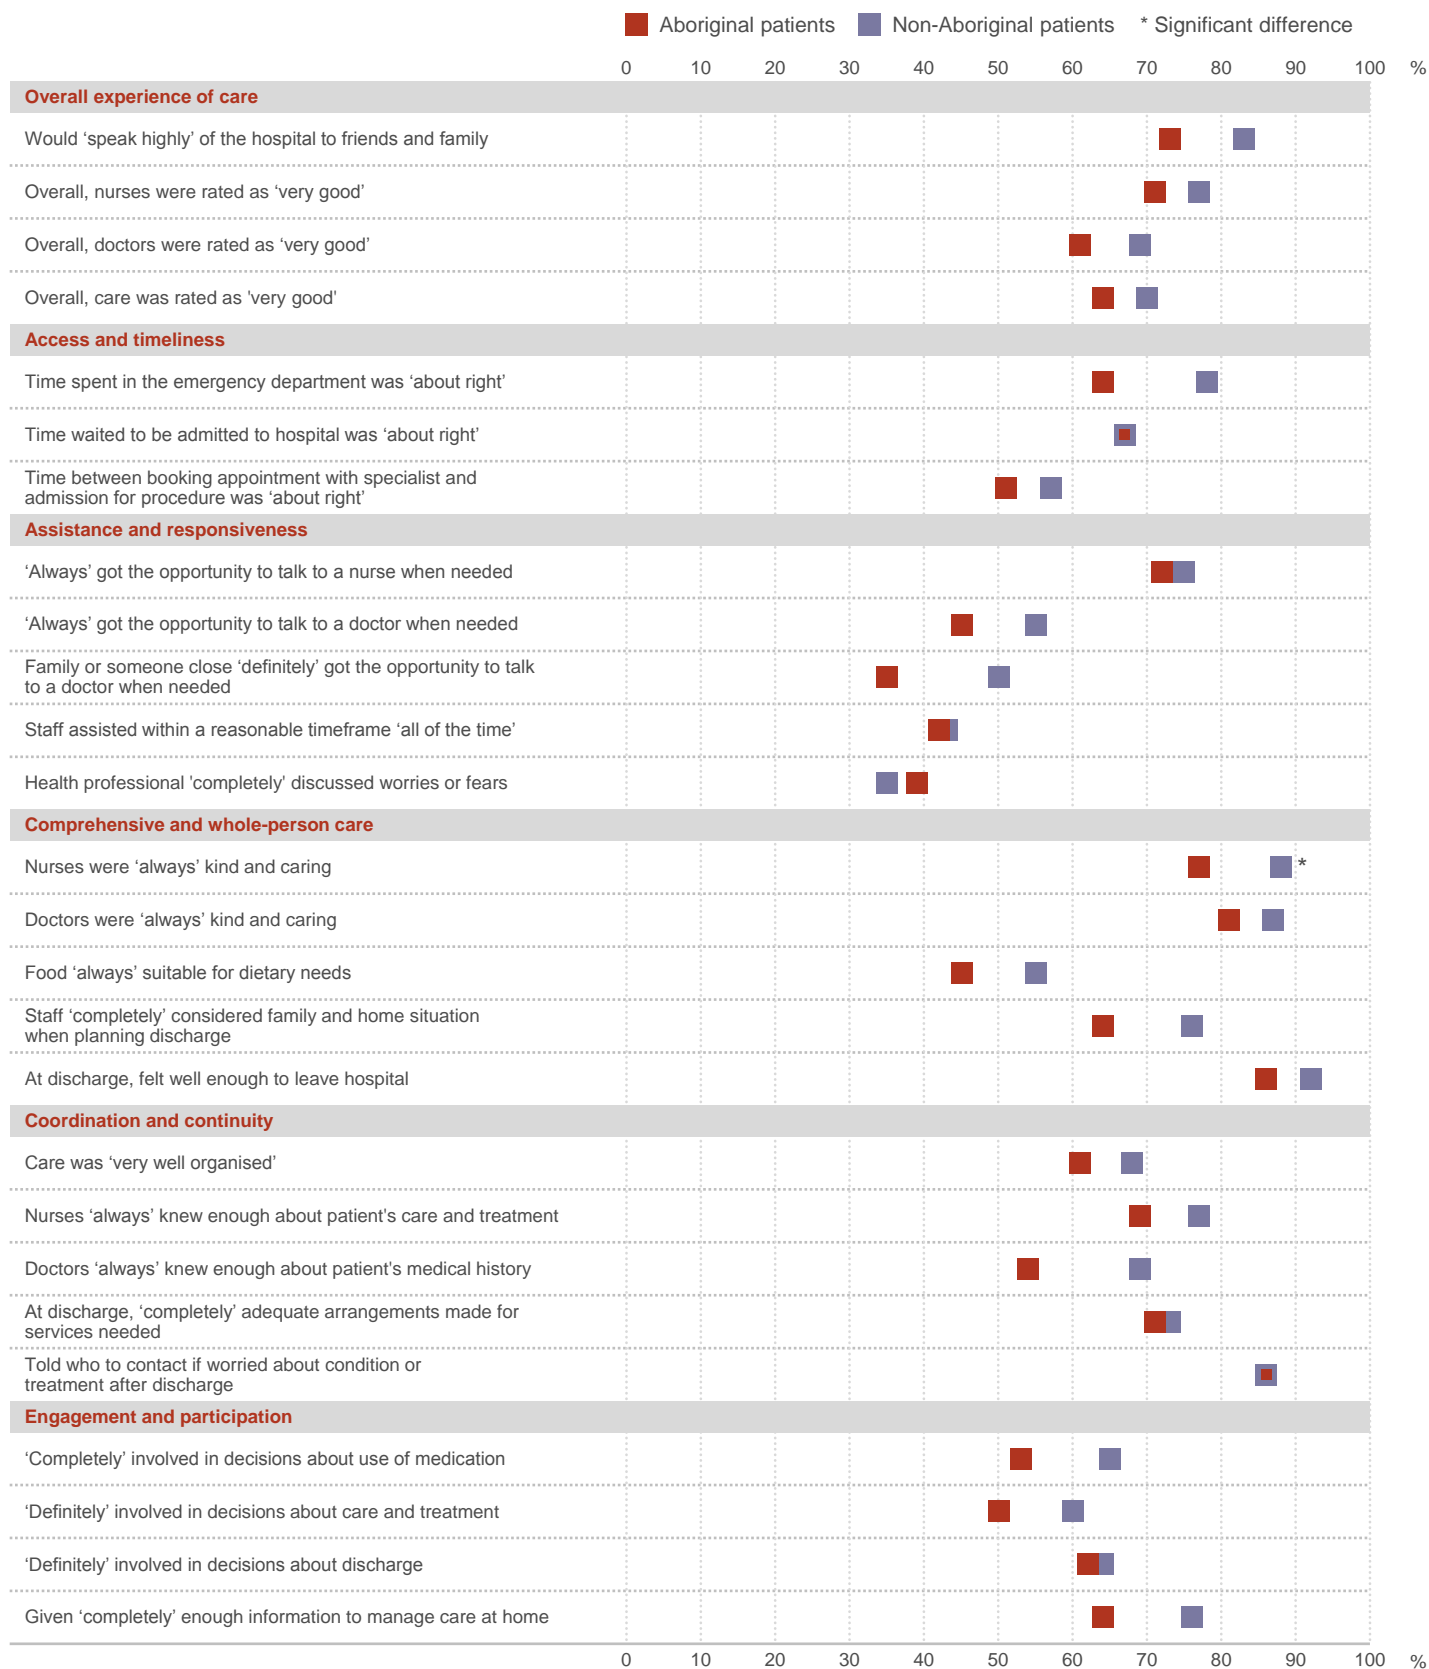 Aboriginal patients Non-Aboriginal patients * Significant difference
0 10 20 30 40 50 60 70 80 90 100 %
Overall experience of care
Would ‘speak highly’ of the hospital to friends and family
Overall, nurses were rated as ‘very good’
Overall, doctors were rated as ‘very good’
Overall, care was rated as 'very good'
Access and timeliness
Time spent in the emergency department was ‘about right’
Time waited to be admitted to hospital was ‘about right’
Time between booking appointment with specialist and
admission for procedure was ‘about right’
Assistance and responsiveness
‘Always’ got the opportunity to talk to a nurse when needed
‘Always’ got the opportunity to talk to a doctor when needed
Family or someone close ‘definitely’ got the opportunity to talk
to a doctor when needed
Staff assisted within a reasonable timeframe ‘all of the time’
Health professional 'completely' discussed worries or fears
Comprehensive and whole-person care
Nurses were ‘always’ kind and caring *
Doctors were ‘always’ kind and caring
Food ‘always’ suitable for dietary needs
Staff ‘completely’ considered family and home situation
when planning discharge
At discharge, felt well enough to leave hospital
Coordination and continuity
Care was ‘very well organised’
Nurses ‘always’ knew enough about patient's care and treatment
Doctors ‘always’ knew enough about patient's medical history
At discharge, ‘completely’ adequate arrangements made for
services needed
Told who to contact if worried about condition or
treatment after discharge
Engagement and participation
‘Completely’ involved in decisions about use of medication
‘Definitely’ involved in decisions about care and treatment
‘Definitely’ involved in decisions about discharge
Given ‘completely’ enough information to manage care at home
0 10 20 30 40 50 60 70 80 90 100 %